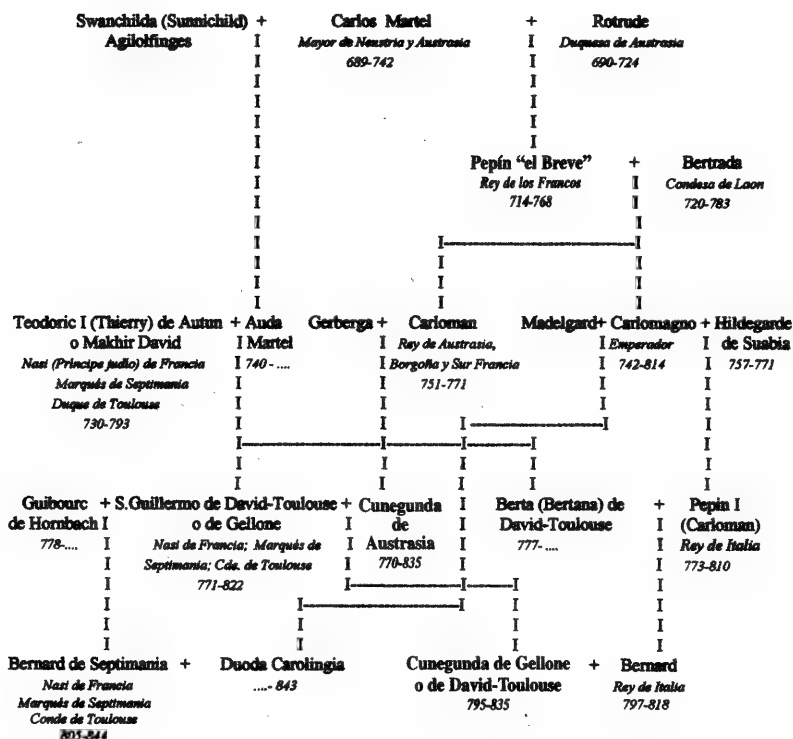 Swanchilda (Sunnichild) + Carlos Martel + Rotrude
Agilolfinges I Mayor de Neustria y Austrasia I Duquesa de Austrasia
I 689-742 I 690-724
I I
I I
I I
I I
I Pepín "el Breve" + Bertrada
I Rey de los Francos I Condesa de Laon
I 714-768 I 720-783
I I
I I----------I
I I I
I I I
I I I
Teodoric I (Thierry) de Autun + Auda Gerberga + Carloman Madelgard+ Carlomagno + Hildegarde
o Makhir David I Martel I Rey de Austrasia, I Emperador I de Suabia
Nasi (Príncipe judío) de Francia I 740 - .... I Borgoña y Sur Francia I 742-814 I 757-771
Marqués de Septimania I I 751-771 I I
Duque de Toulouse I I I I
730-793 I I I----------I I
I----------I----------I----------I I
I I I I I
Guibourc + S.Guillermo de David-Toulouse + Cunegunda I Berta (Bertana) de + Pepin I
de Hornbach I o de Gellone I de I David-Toulouse I (Carloman)
778-.... I Nasi de Francia; Marqués de I Austrasia I 777- .... I Rey de Italia
I Septimania; Cde. de Toulouse I 770-835 I I 773-810
I 771-822 I----------I----------I I
I I----------I I I
I I I I
I I I I
Bernard de Septimania + Duoda Carolingia Cunegunda de Gellone + Bernard
Nasi de Francia ....- 843 o de David-Toulouse Rey de Italia
Marqués de Septimania 795-835 797-818
Conde de Toulouse
805-844